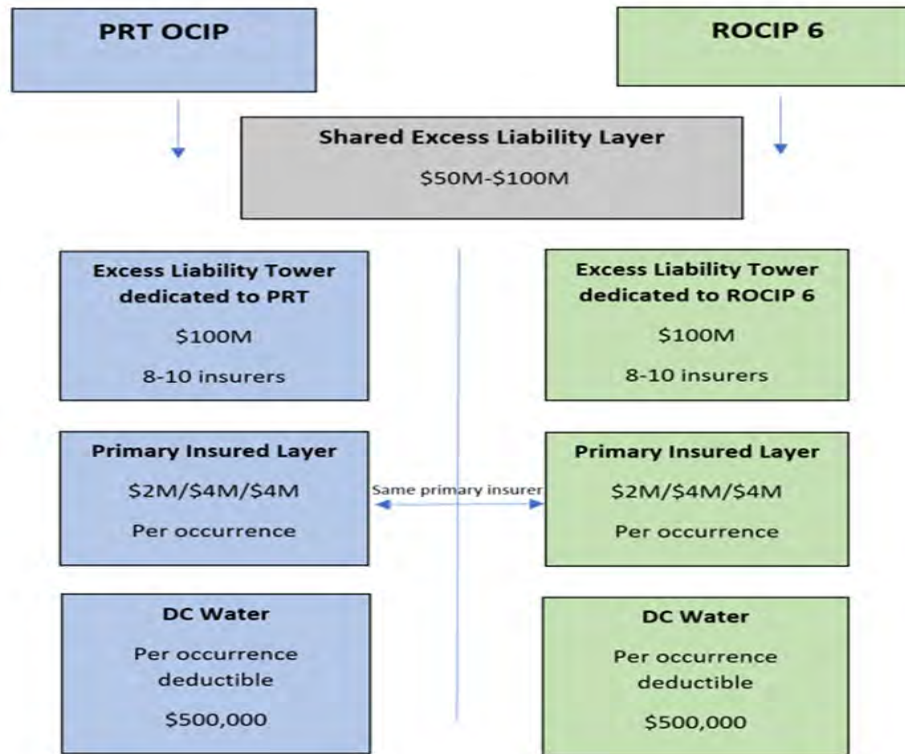 PRT OCIP
ROCIP 6
Shared Excess Liability Layer
$50M-$100M
Excess Liability Tower
dedicated to PRT
$100M
8-10 insurers
Excess Liability Tower
dedicated to ROCIP 6
$100M
8-10 insurers
Primary Insured Layer
$2M/$4M/$4M
Per occurrence
Same primary insurer
Primary Insured Layer
$2M/$4M/$4M
Per occurrence
DC Water
Per occurrence
deductible
$500,000
DC Water
Per occurrence
deductible
$500,000